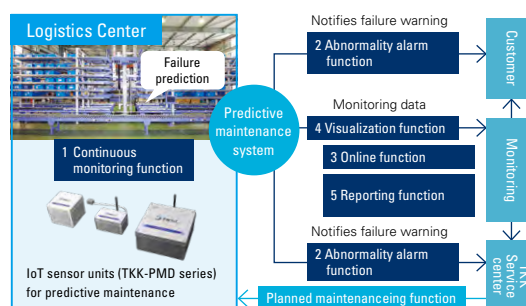 Logistics Center
Failure
prediction
1 Continuous
monitoring function
IoT sensor units (TKK-PMD series)
for predictive maintenance
Predictive
maintenance
system
Notifies failure warning
2 Abnormality alarm
function
Monitoring data
4 Visualization function
3 Online function
5 Reporting function
Notifies failure warning
2 Abnormality alarm
function
Planned maintenanceing function
Customer
Monitoring
TKK
Service
center